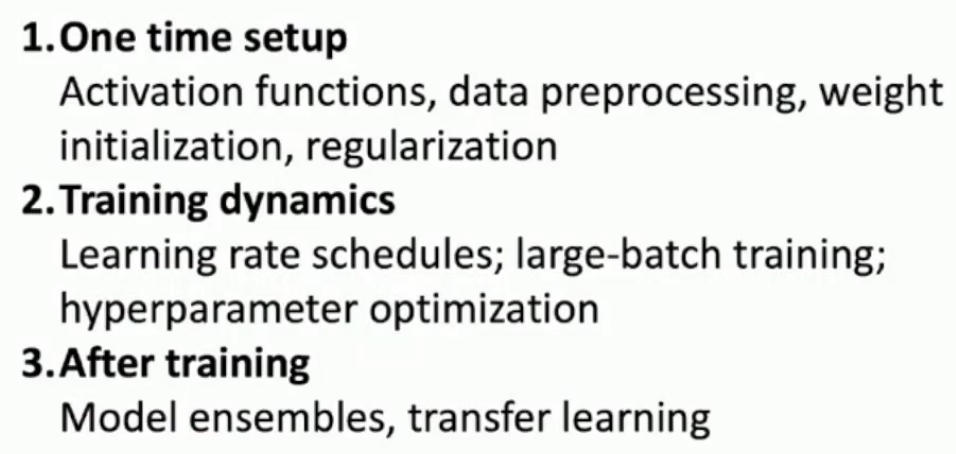 1. One time setup
Activation functions, data preprocessing, weight
initialization, regularization
2. Training dynamics
Learning rate schedules; large-batch training;
hyperparameter optimization
3. After training
Model ensembles, transfer learning